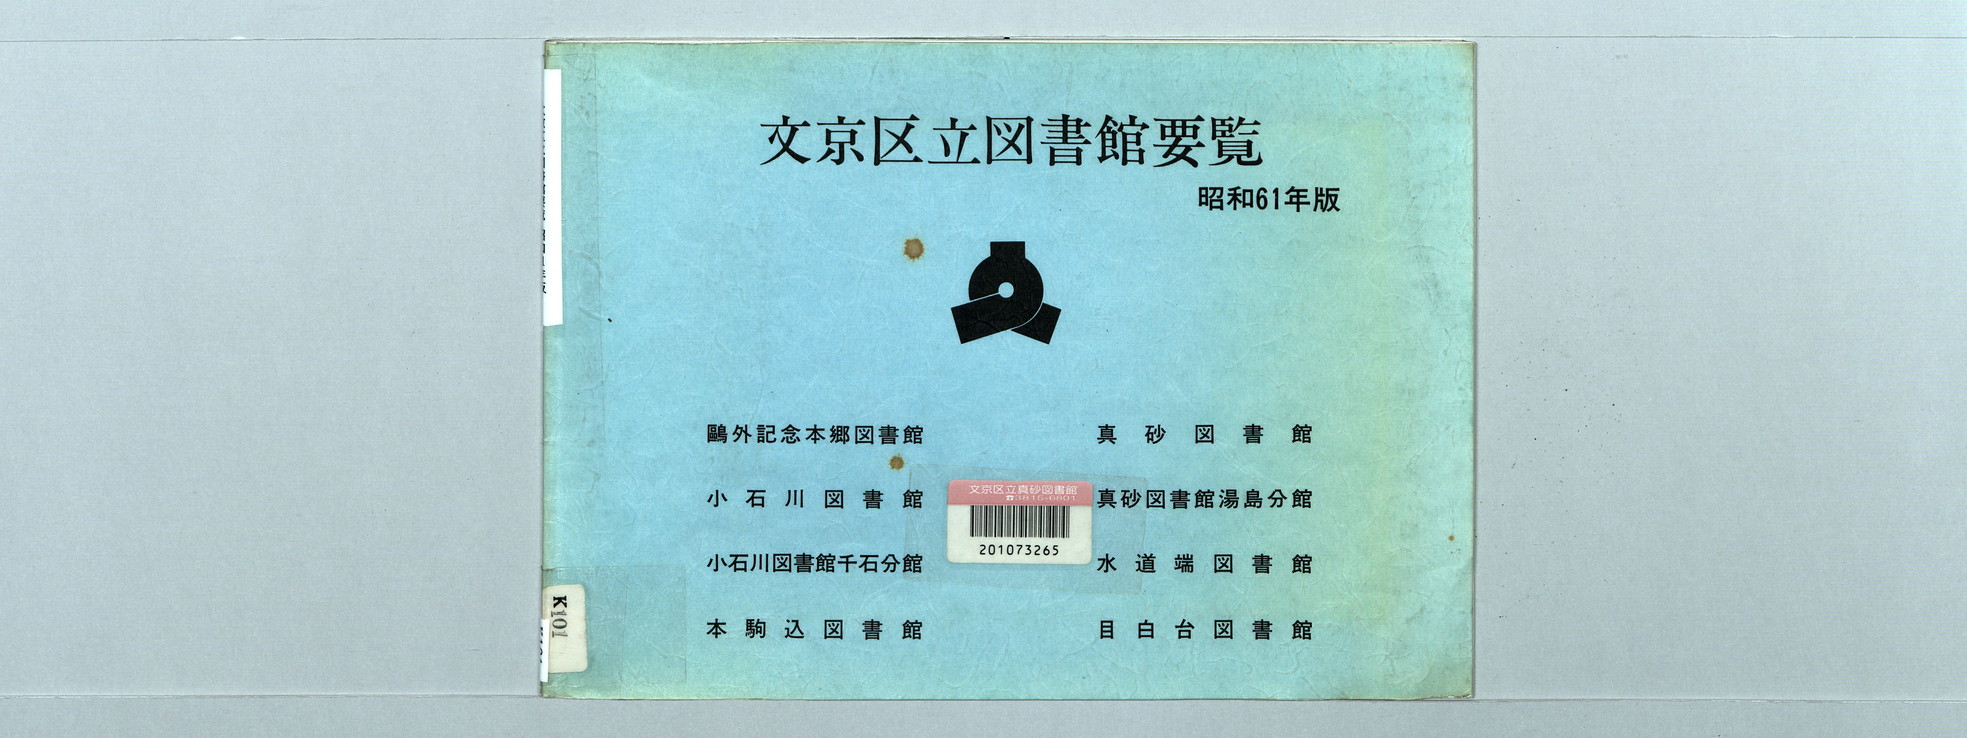 文京区立図書館要覧
昭和61年版
鷗外記念本郷図書館
小石川図書館
小石川図書館千石分館
本駒込図書館
真砂図書館
真砂図書館湯島分館
水道端図書館
目白台図書館
文京区立真砂図書館
☎3815-6801
201073265
K101